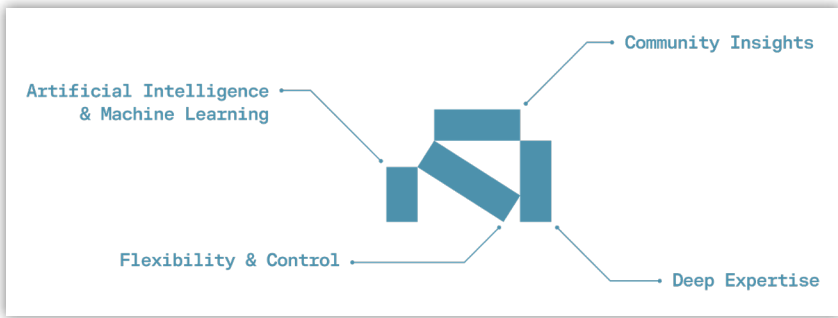 Community Insights
Artificial Intelligence
& Machine Learning
Flexibility & Control
Deep Expertise